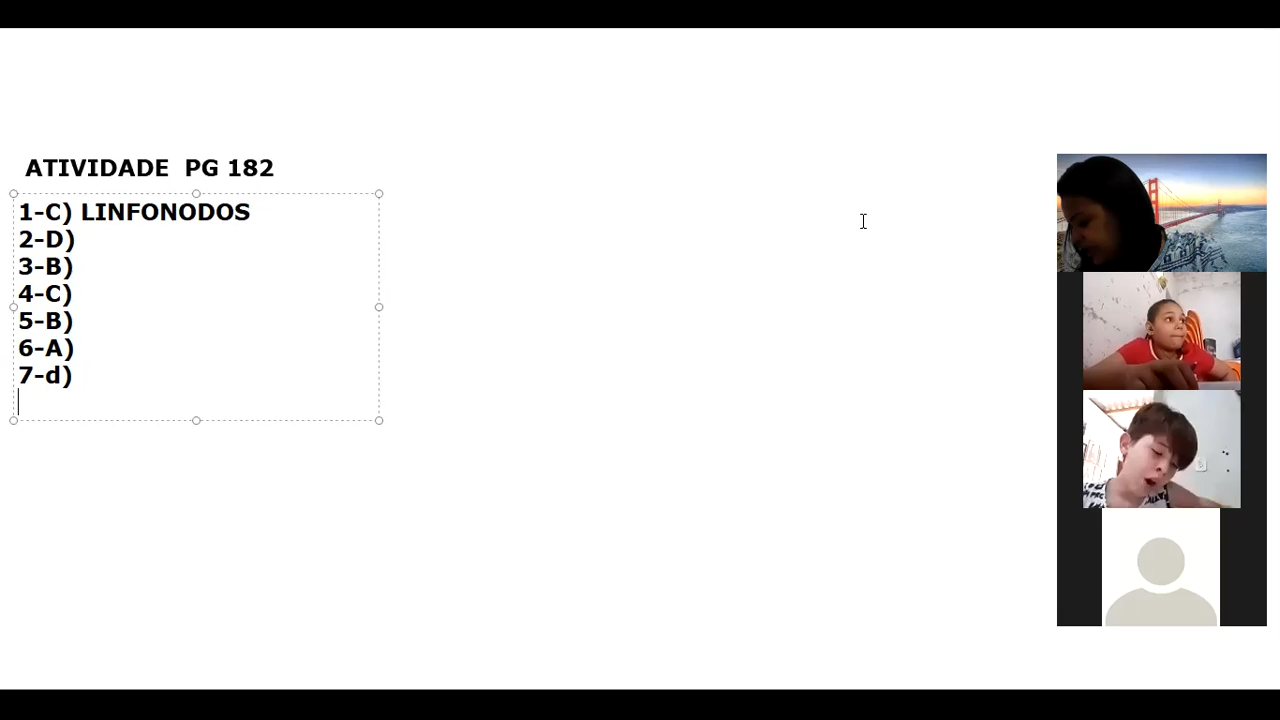 ATIVIDADE  PG 182
1-C) LINFONODOS
2-D)
3-B)
4-C)
5-B)
6-A)
7-d)